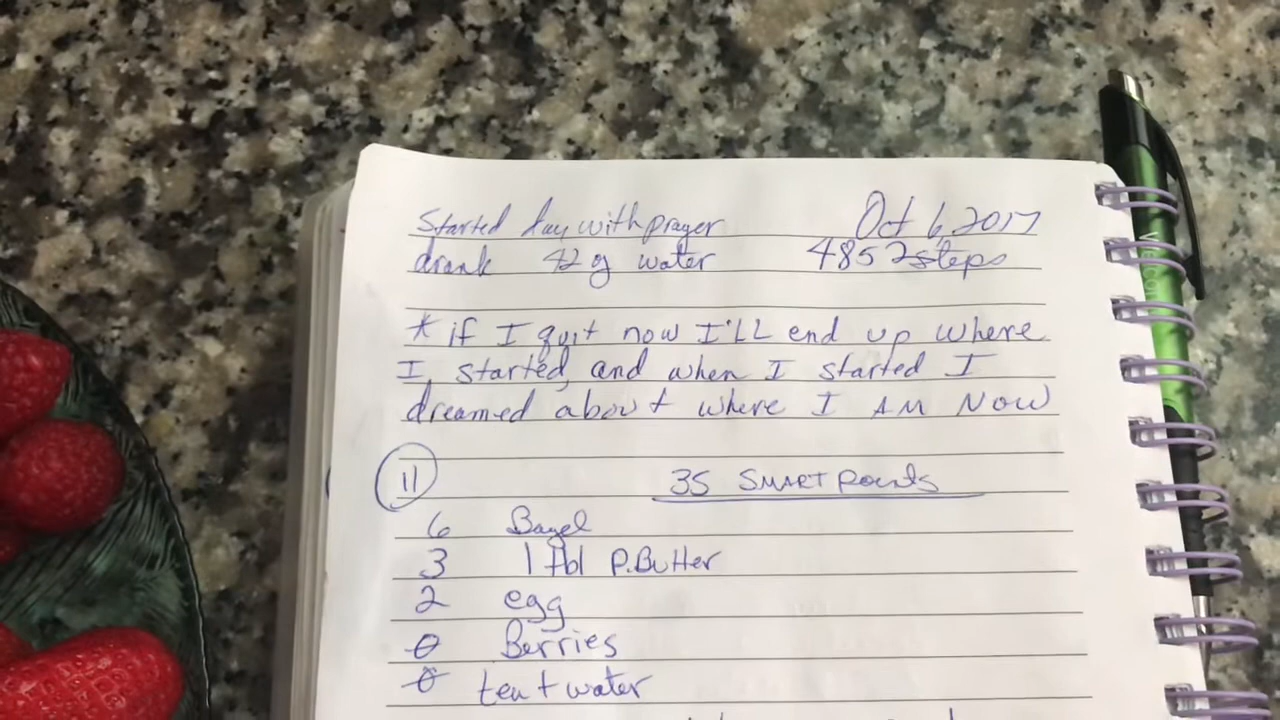 Started day with prayer Oct 6, 2017
drank 42 g water 4852 steps
* if I quit now I'LL end up where
I started, and when I started I
dreamed about where I AM NOW
11 35 SMART Points
6 Bagel
3 1 tbl P.Butter
2 egg
0 Berries
0 tea + water